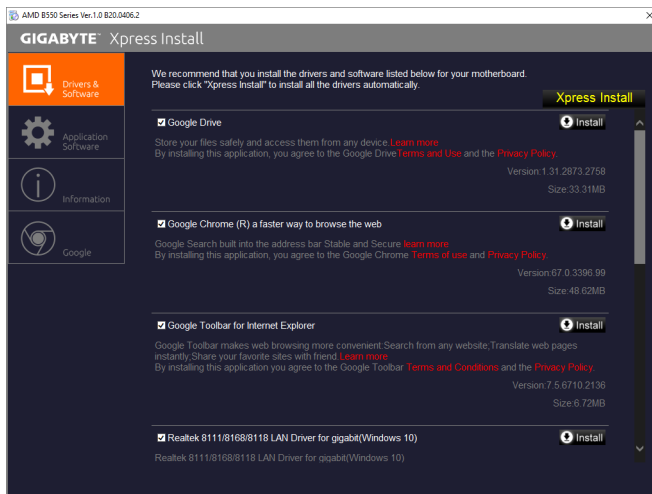 AMD B550 Series Ver.1.0 B20.0406.2
GIGABYTE™ Xpress Install
Drivers &
Software
Application
Software
Information
Google
We recommend that you install the drivers and software listed below for your motherboard.
Please click "Xpress Install" to install all the drivers automatically.
Xpress Install
Google Drive
Install
Store your files safely and access them from any device.Learn more
By installing this application, you agree to the Google DriveTerms and Use and the Privacy Policy.
Version:1.31.2873.2758
Size:33.31MB
Google Chrome (R) a faster way to browse the web
Install
Google Search built into the address bar Stable and Secure learn more
By installing this application, you agree to the Google Chrome Terms of use and Privacy Policy.
Version:67.0.3396.99
Size:48.62MB
Google Toolbar for Internet Explorer
Install
Google Toolbar makes web browsing more convenient:Search from any website;Translate web pages
instantly;Share your favorite sites with friend.Learn more
By installing this application you agree to the Google Toolbar Terms and Conditions and the Privacy Policy.
Version:7.5.6710.2136
Size:6.72MB
Realtek 8111/8168/8118 LAN Driver for gigabit(Windows 10)
Install
Realtek 8111/8168/8118 LAN Driver for gigabit(Windows 10)